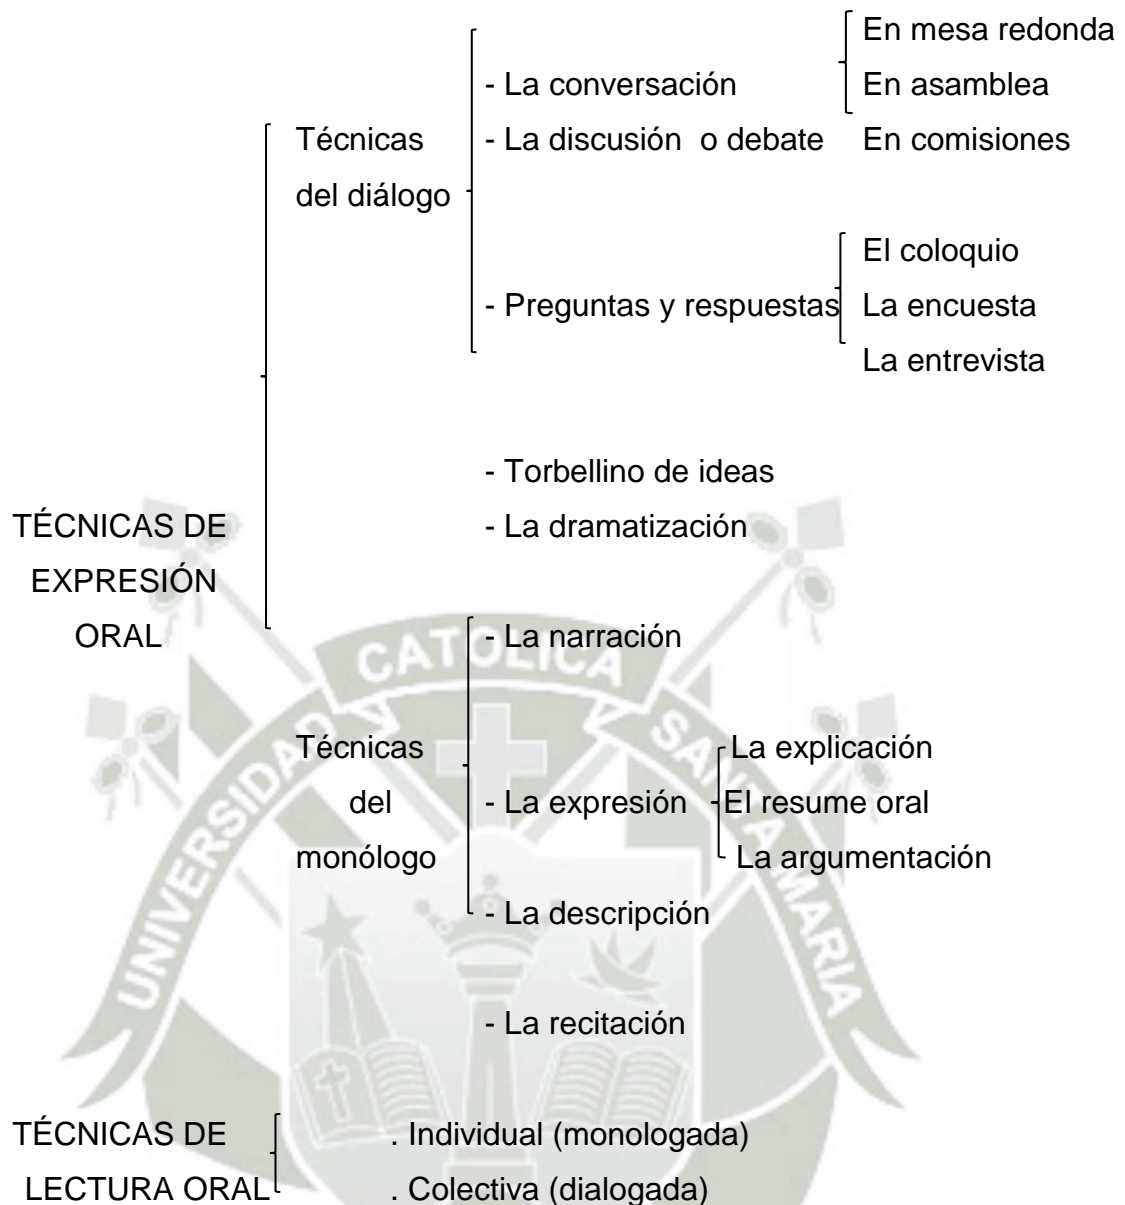 En mesa redonda
- La conversación En asamblea
Técnicas - La discusión o debate En comisiones
del diálogo
El coloquio
- Preguntas y respuestas La encuesta
La entrevista
- Torbellino de ideas
TÉCNICAS DE - La dramatización
EXPRESIÓN
ORAL - La narración
Técnicas La explicación
del - La expresión El resume oral
monólogo La argumentación
- La descripción
- La recitación
TÉCNICAS DE . Individual (monologada)
LECTURA ORAL . Colectiva (dialogada)
UNIVERSIDAD CATOLICA SANTA MARIA